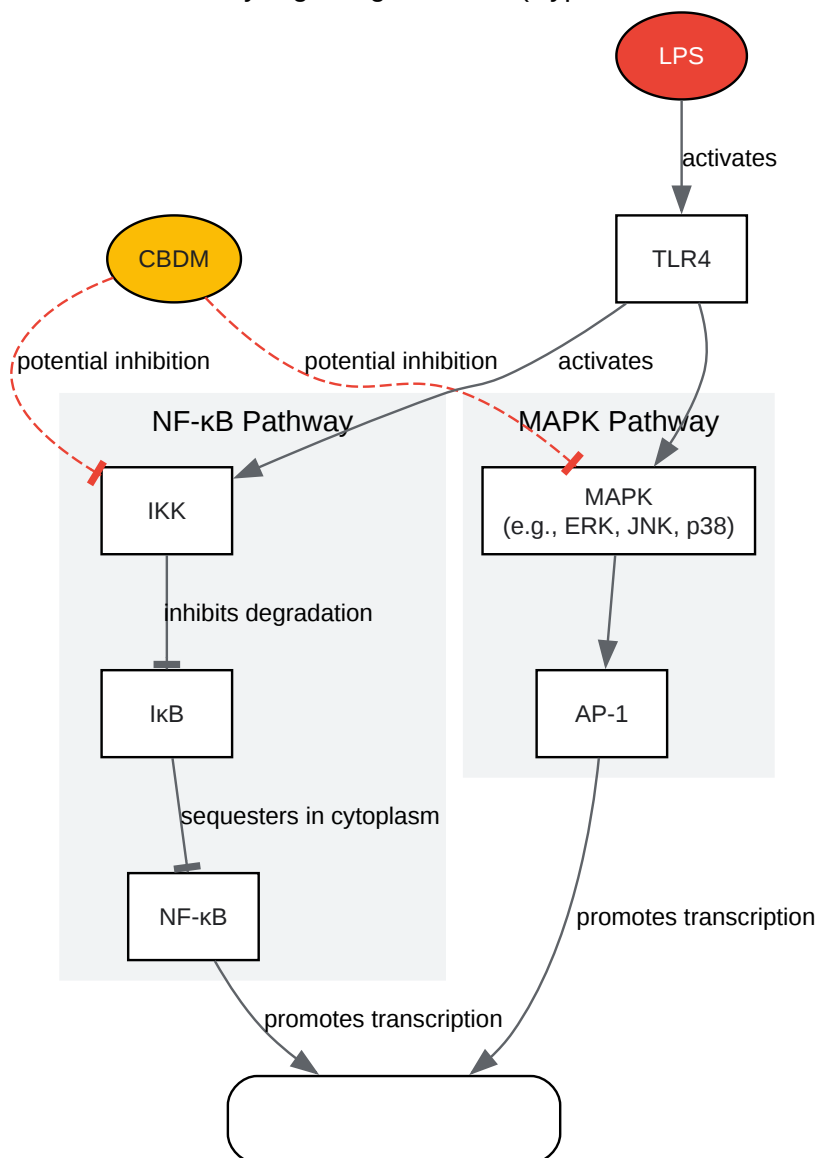 LPS
activates
CBDM
TLR4
potential inhibition
potential inhibition
activates
NF-κB Pathway
MAPK Pathway
IKK
MAPK
(e.g., ERK, JNK, p38)
inhibits degradation
IκB
AP-1
sequesters in cytoplasm
NF-κB
promotes transcription
promotes transcription